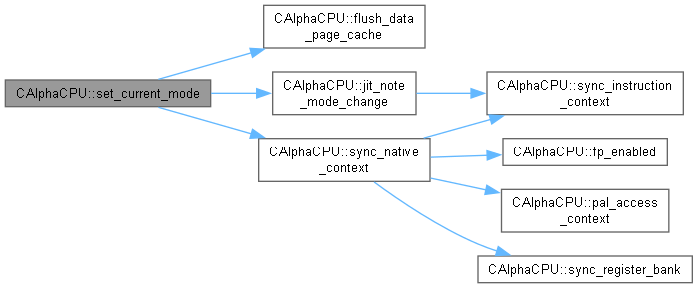 CAlphaCPU::set_current_mode
CAlphaCPU::flush_data
_page_cache
CAlphaCPU::jit_note
_mode_change
CAlphaCPU::sync_native
_context
CAlphaCPU::sync_instruction
_context
CAlphaCPU::fp_enabled
CAlphaCPU::pal_access
_context
CAlphaCPU::sync_register_bank